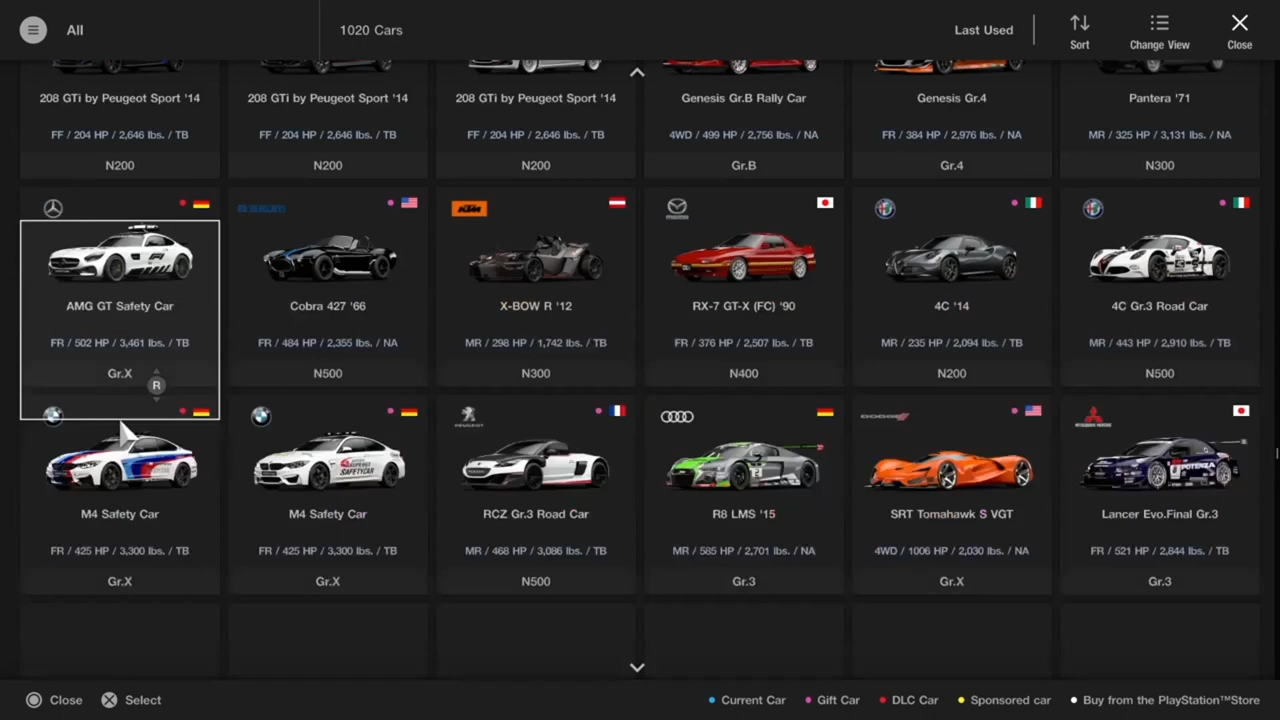 All
1020 Cars
Last Used
Sort
Change View
Close
208 GTi by Peugeot Sport '14
208 GTi by Peugeot Sport '14
208 GTi by Peugeot Sport '14
Genesis Gr.B Rally Car
Genesis Gr.4
Pantera '71
FF / 204 HP / 2,646 lbs. / TB
FF / 204 HP / 2,646 lbs. / TB
FF / 204 HP / 2,646 lbs. / TB
4WD / 499 HP / 2,756 lbs. / NA
FR / 384 HP / 2,976 lbs. / NA
MR / 325 HP / 3,131 lbs. / NA
N200
N200
N200
Gr.B
Gr.4
N300
KTM
AMG GT Safety Car
Cobra 427 '66
X-BOW R '12
RX-7 GT-X (FC) '90
4C '14
4C Gr.3 Road Car
FR / 502 HP / 3,461 lbs. / TB
FR / 484 HP / 2,355 lbs. / NA
MR / 298 HP / 1,742 lbs. / TB
FR / 376 HP / 2,507 lbs. / TB
MR / 235 HP / 2,094 lbs. / TB
MR / 443 HP / 2,910 lbs. / TB
Gr.X
R
N500
N300
N400
N200
N500
M4 Safety Car
M4 Safety Car
RCZ Gr.3 Road Car
R8 LMS '15
SRT Tomahawk S VGT
Lancer Evo.Final Gr.3
FR / 425 HP / 3,300 lbs. / TB
FR / 425 HP / 3,300 lbs. / TB
MR / 468 HP / 3,086 lbs. / TB
MR / 585 HP / 2,701 lbs. / NA
4WD / 1006 HP / 2,030 lbs. / NA
FR / 521 HP / 2,844 lbs. / TB
Gr.X
Gr.X
N500
Gr.3
Gr.X
Gr.3
Close
Select
Current Car
Gift Car
DLC Car
Sponsored car
Buy from the PlayStation™Store